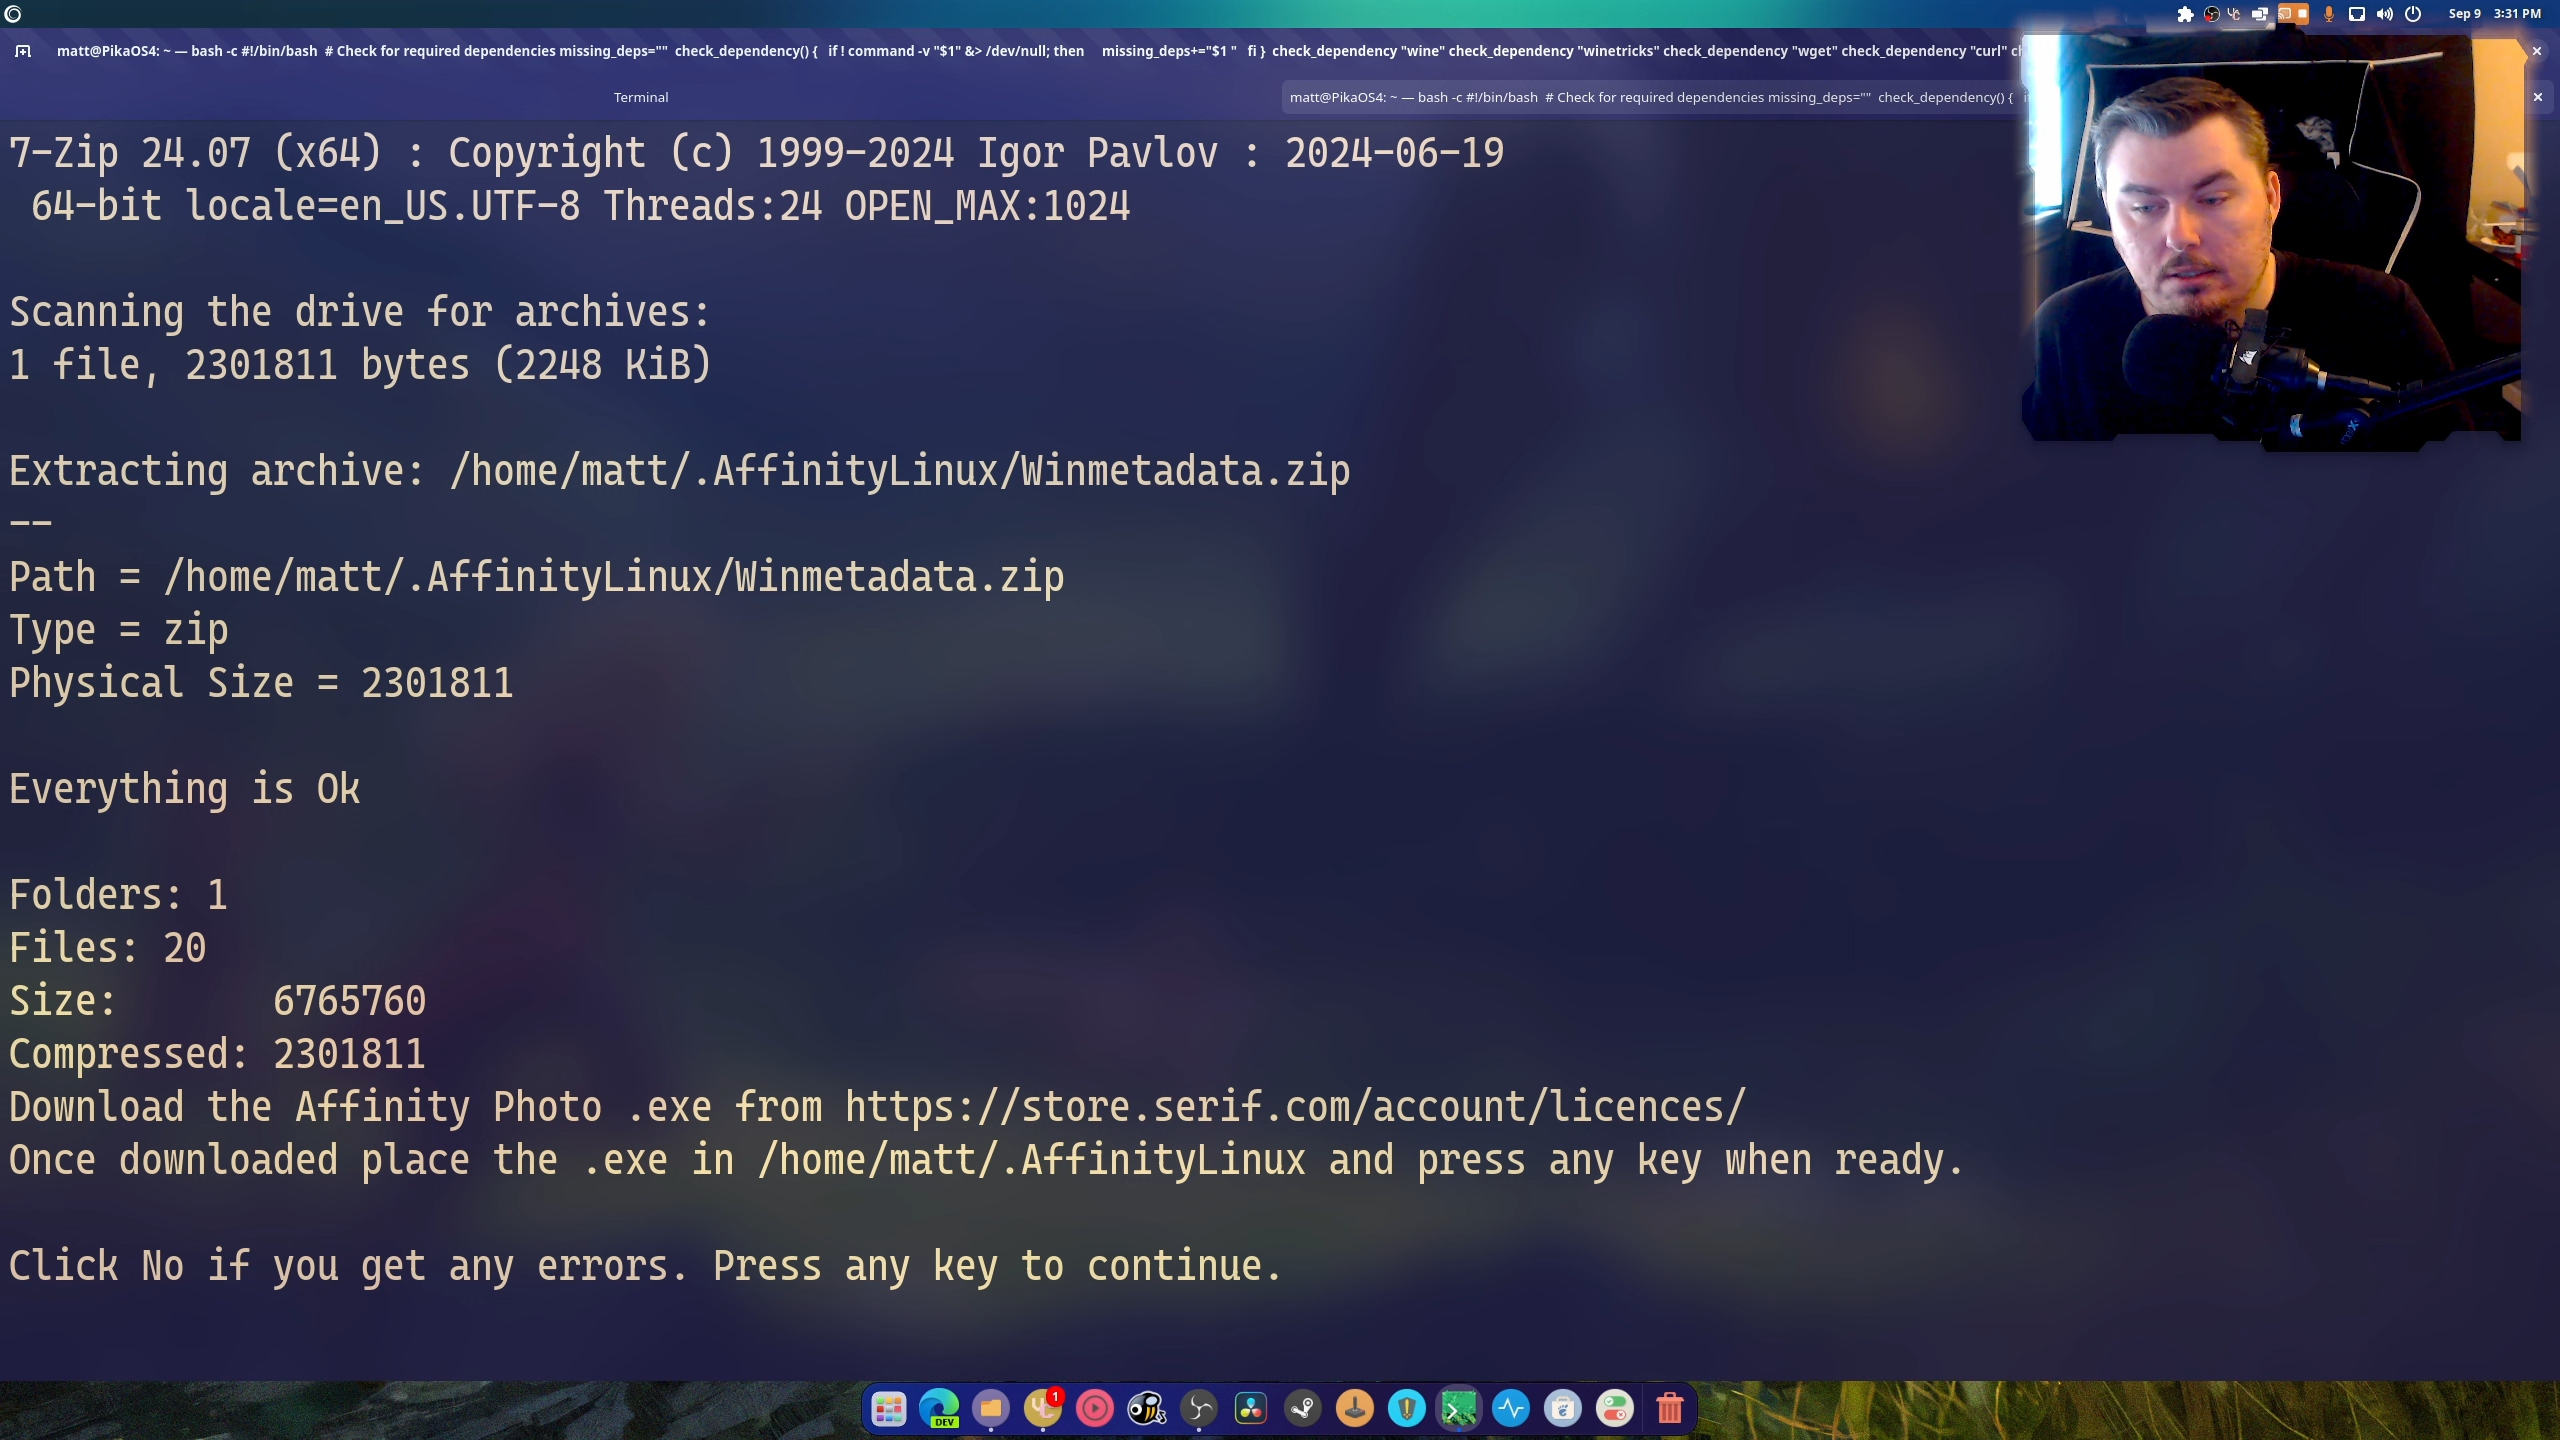 Sep 9 3:31 PM
matt@PikaOS4: ~ — bash -c #!/bin/bash # Check for required dependencies missing_deps="" check_dependency() { if ! command -v "$1" &> /dev/null; then missing_deps+="$1 " fi } check_dependency "wine" check_dependency "winetricks" check_dependency "wget" check_dependency "curl"
Terminal
matt@PikaOS4: ~ — bash -c #!/bin/bash # Check for required dependencies missing_deps="" check_dependency() {
7-Zip 24.07 (x64) : Copyright (c) 1999-2024 Igor Pavlov : 2024-06-19
64-bit locale=en_US.UTF-8 Threads:24 OPEN_MAX:1024
Scanning the drive for archives:
1 file, 2301811 bytes (2248 KiB)
Extracting archive: /home/matt/.AffinityLinux/Winmetadata.zip
--
Path = /home/matt/.AffinityLinux/Winmetadata.zip
Type = zip
Physical Size = 2301811
Everything is Ok
Folders: 1
Files: 20
Size: 6765760
Compressed: 2301811
Download the Affinity Photo .exe from https://store.serif.com/account/licences/
Once downloaded place the .exe in /home/matt/.AffinityLinux and press any key when ready.
Click No if you get any errors. Press any key to continue.
DEV
1